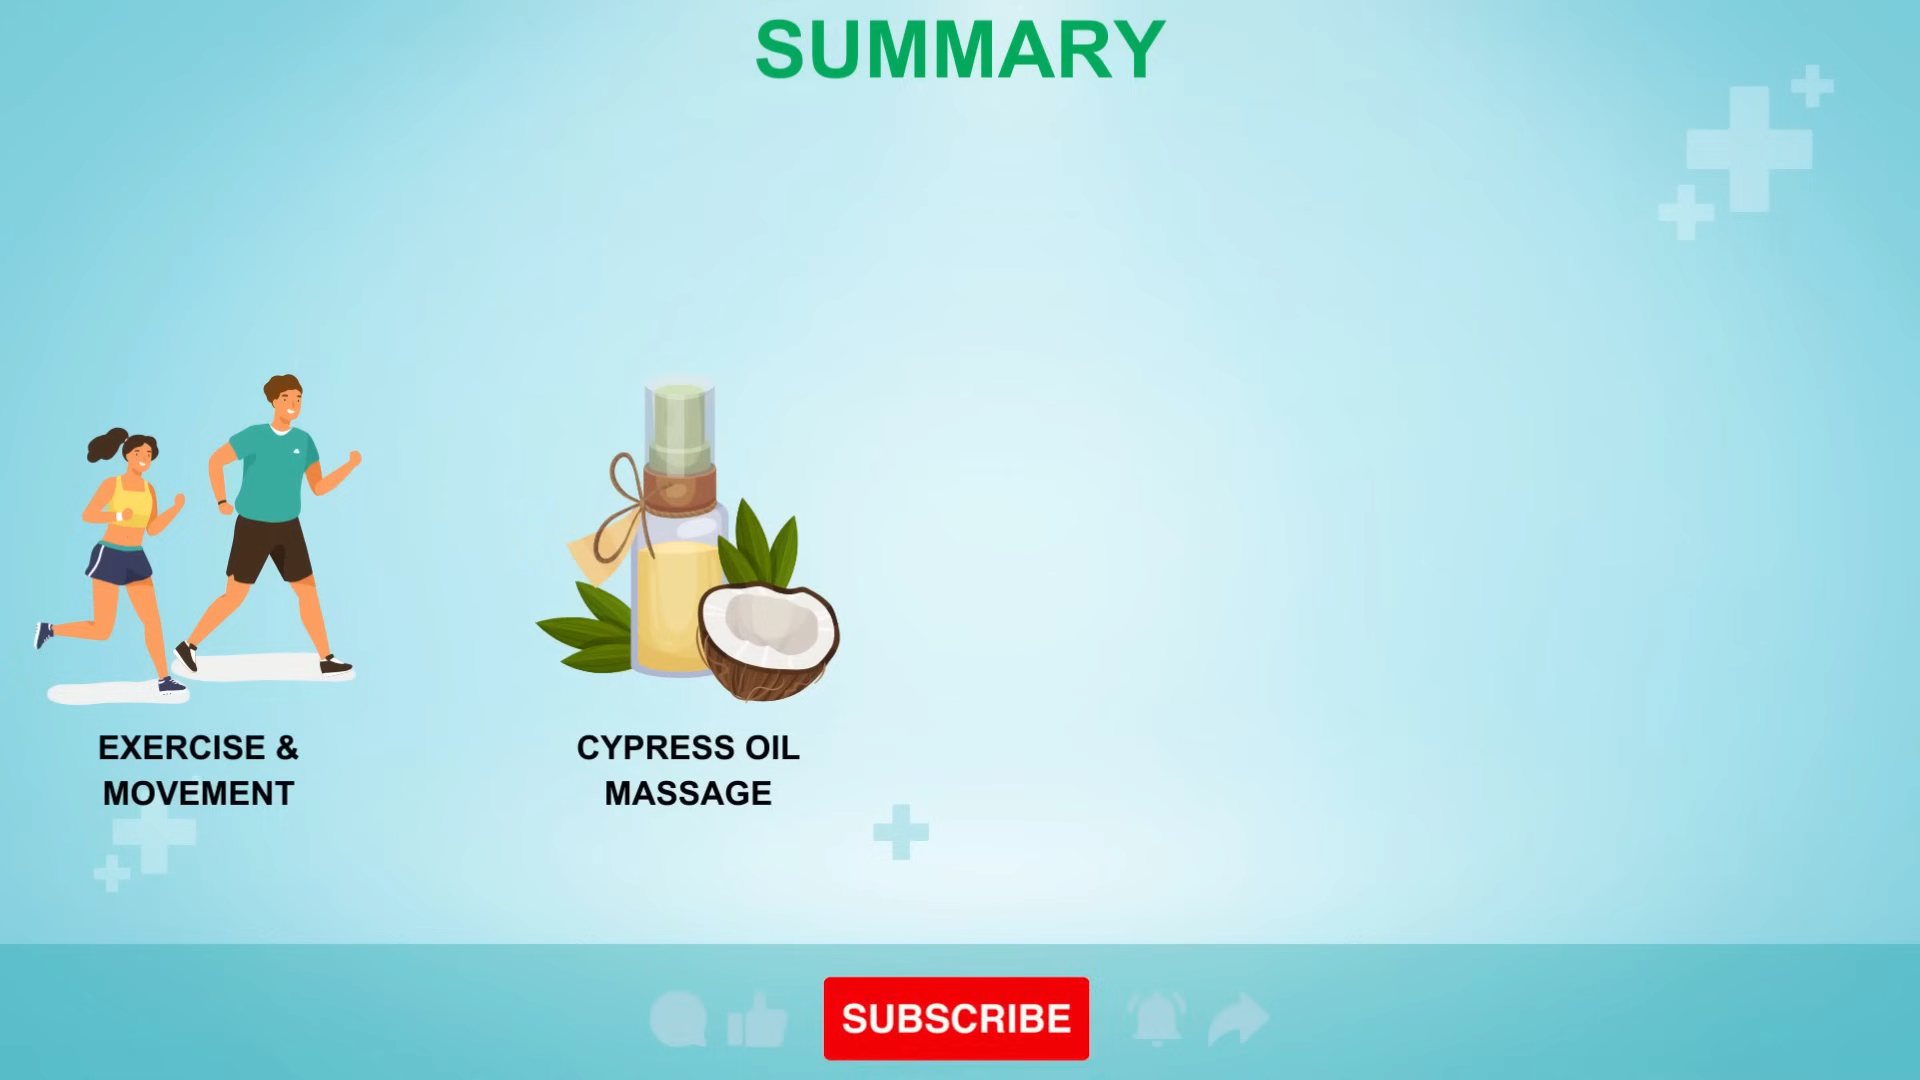 SUMMARY
EXERCISE &
MOVEMENT
CYPRESS OIL
MASSAGE
SUBSCRIBE